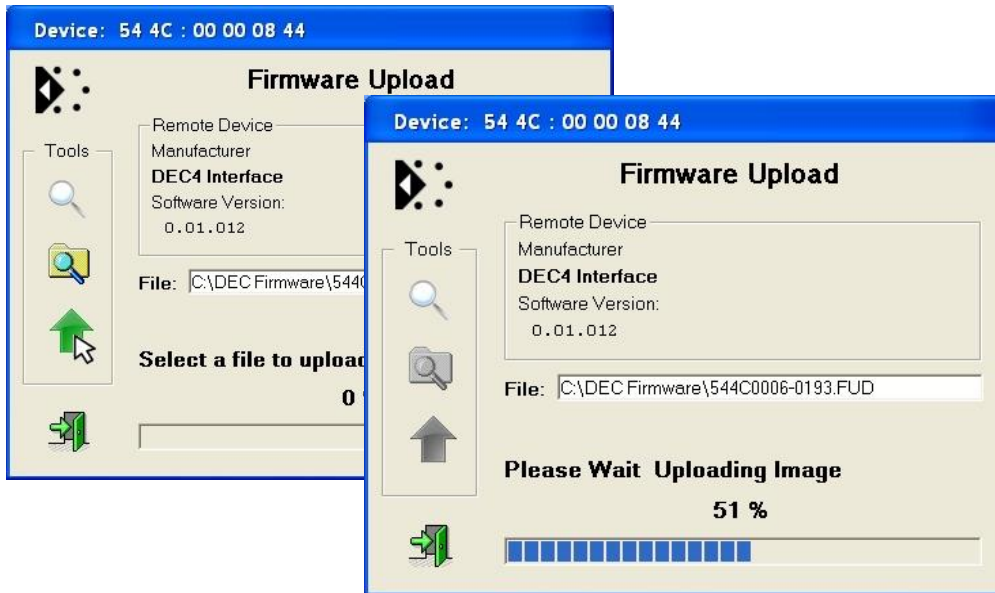 Device: 54 4C : 00 00 08 44
Firmware Upload
Tools
Remote Device
Manufacturer
DEC4 Interface
Software Version:
0.01.012
File: C:\DEC Firmware\544C
Select a file to upload
0
Device: 54 4C : 00 00 08 44
Firmware Upload
Tools
Remote Device
Manufacturer
DEC4 Interface
Software Version:
0.01.012
File: C:\DEC Firmware\544C0006-0193.FUD
Please Wait Uploading Image
51 %